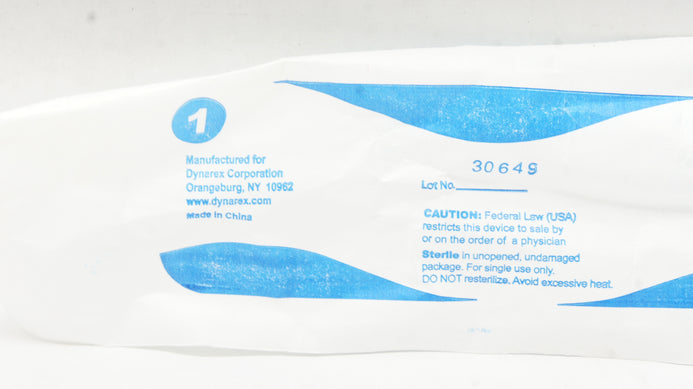 1
Manufactured for
Dynarex Corporation
Orangeburg, NY 10962
www.dynarex.com
Made in China
30649
Lot No.
CAUTION: Federal Law (USA)
restricts this device to sale by
or on the order of a physician
Sterile in unopened, undamaged
package. For single use only.
DO NOT resterilize. Avoid excessive heat.